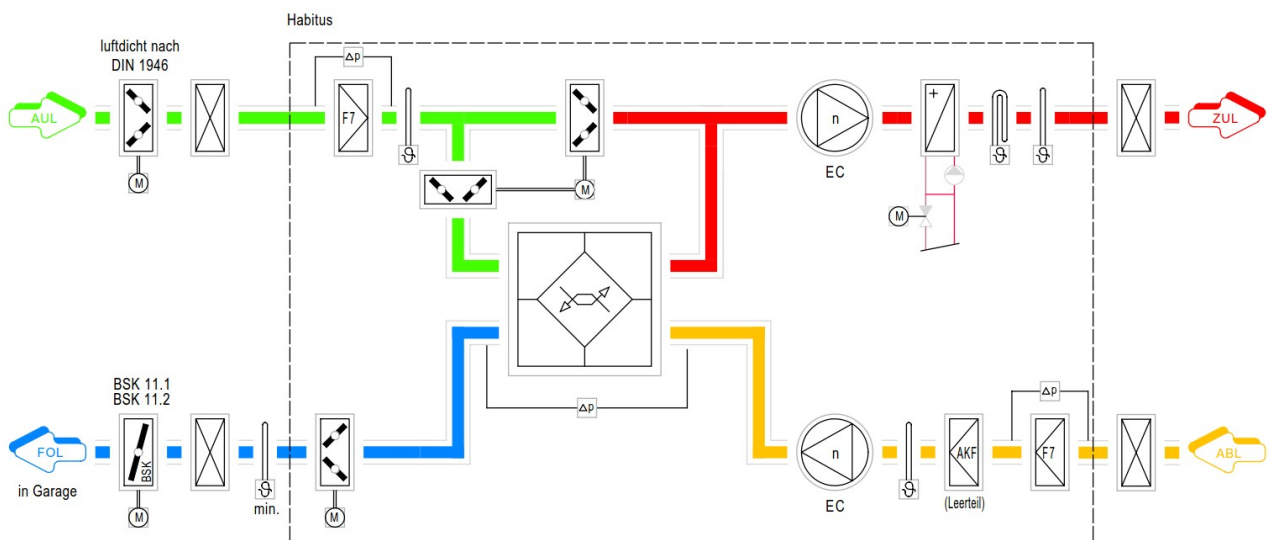 Habitus
luftdicht nach
DIN 1946
Δp
AUL
F7
n
+
ZUL
ϑ
ϑ
ϑ
M
M
EC
M
BSK 11.1
BSK 11.2
Δp
Δp
FOL
BSK
n
AKF
F7
ABL
in Garage
ϑ
min.
M
M
EC
ϑ
(Leerteil)